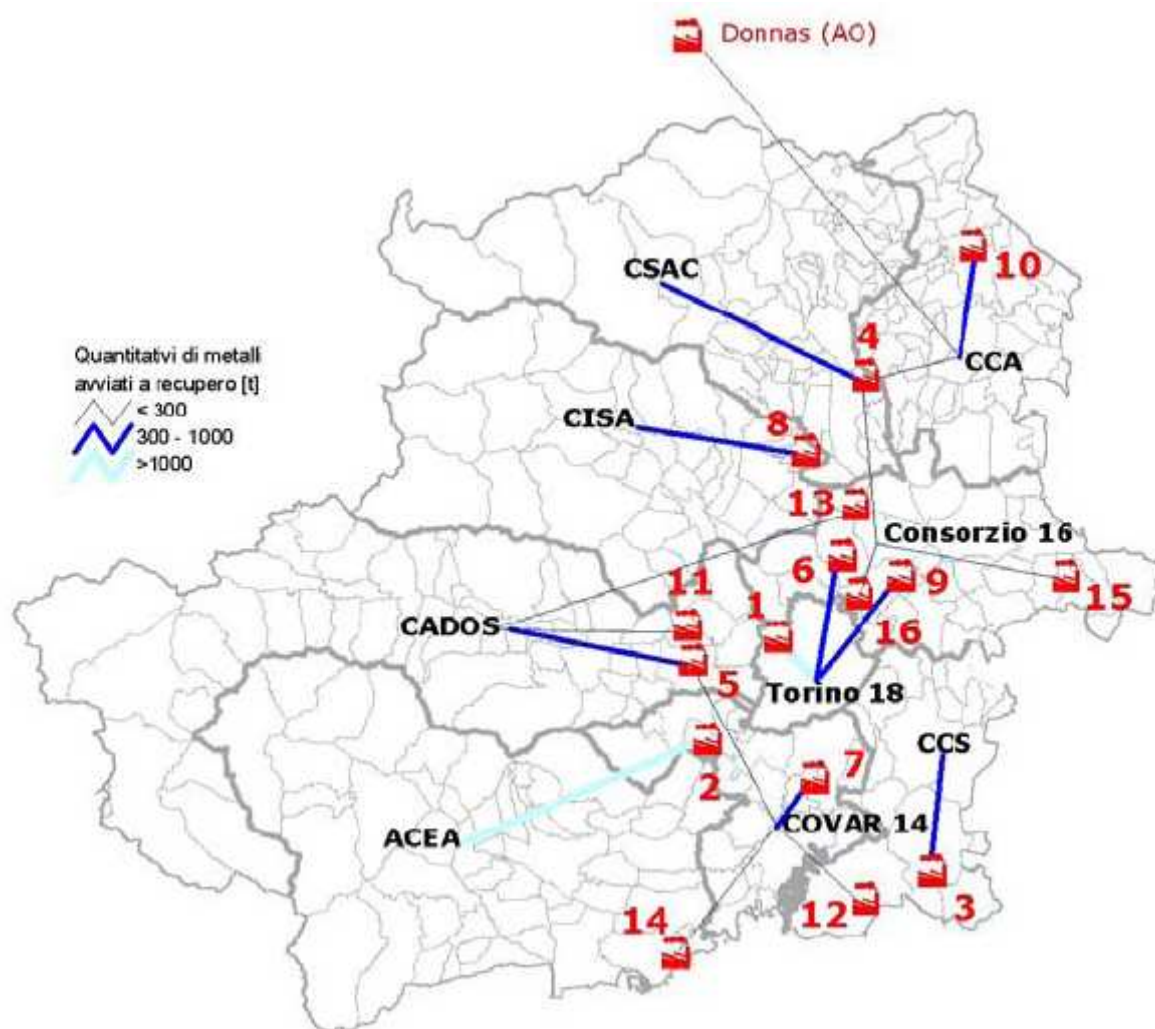 Donnas (AO)
10
CSAC
4
CCA
Quantitativi di metalli
avviati a recupero [t]
< 300
300 - 1000
>1000
CISA
8
13
Consorzio 16
6
9
11
1
15
CADOS
16
5
Torino 18
CCS
7
2
ACEA
COVAR 14
12
3
14